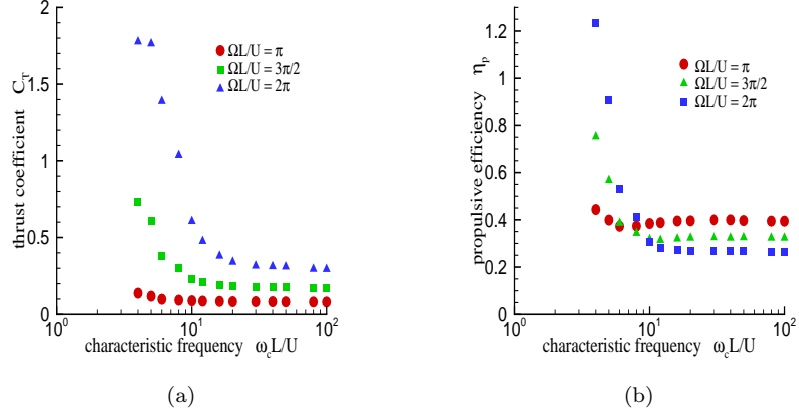 2
1.5
1
0.5
0
10^0
10^1
10^2
thrust coefficient C_T
characteristic frequency ω_cL/U
ΩL/U = π
ΩL/U = 3π/2
ΩL/U = 2π
(a)
1.2
1
0.8
0.6
0.4
0.2
0
10^0
10^1
10^2
propulsive efficiency η_p
characteristic frequency ω_cL/U
ΩL/U = π
ΩL/U = 3π/2
ΩL/U = 2π
(b)